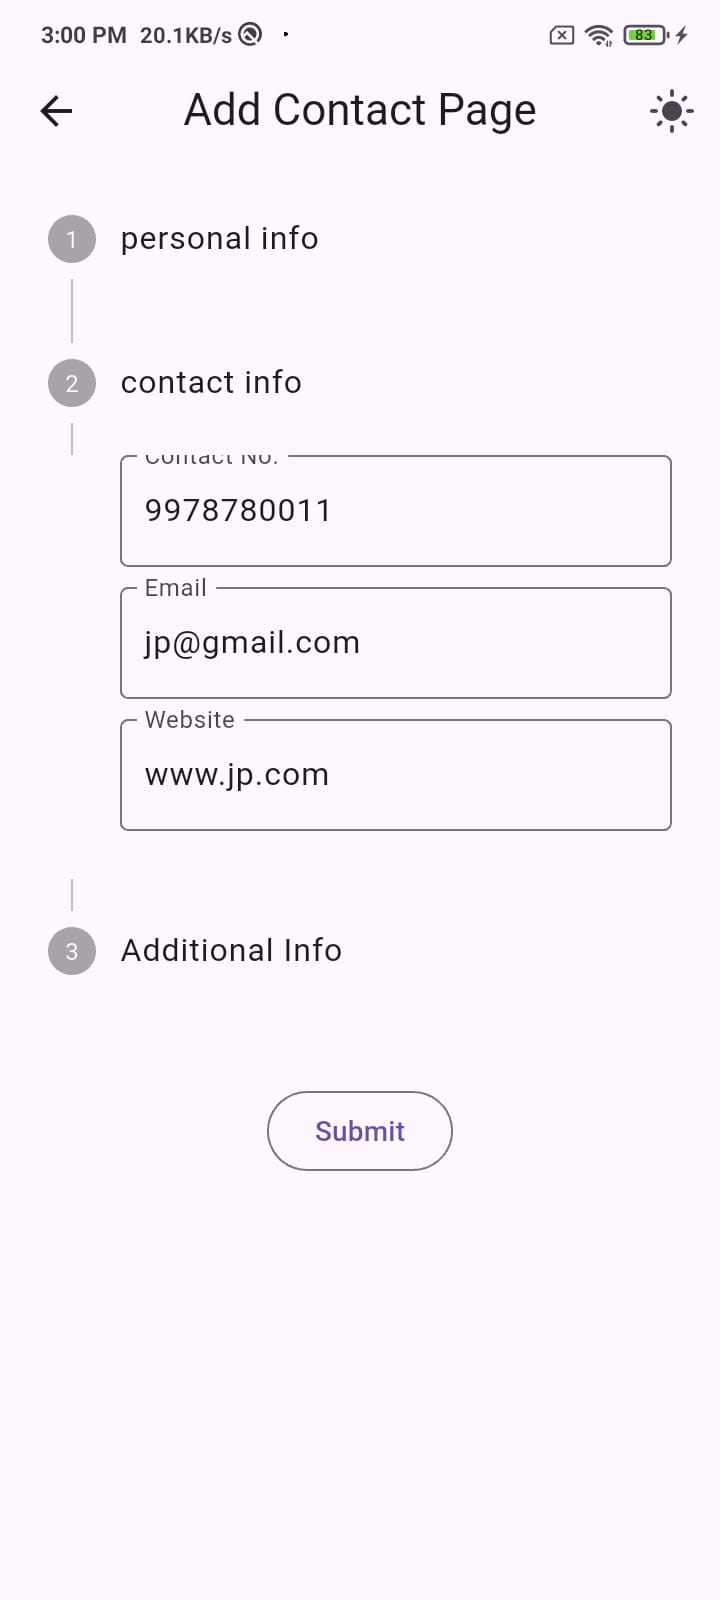 3:00 PM 20.1KB/s
83
Add Contact Page
1 personal info
2 contact info
Contact No.
9978780011
Email
jp@gmail.com
Website
www.jp.com
3 Additional Info
Submit